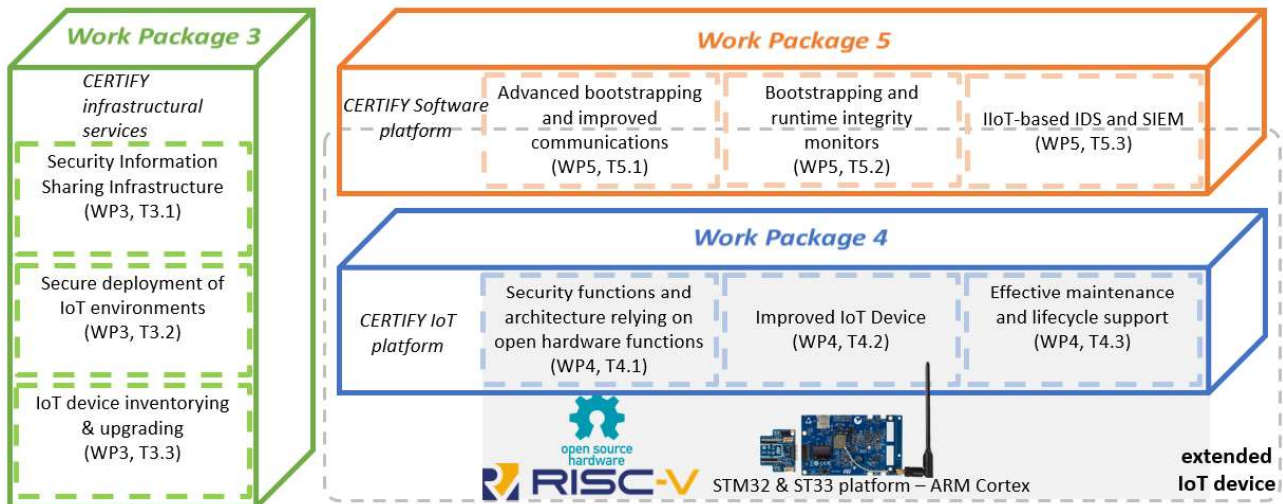 Work Package 3
CERTIFY
infrastructural
services
Security Information
Sharing Infrastructure
(WP3, T3.1)
Secure deployment of
IoT environments
(WP3, T3.2)
IoT device inventorying
& upgrading
(WP3, T3.3)
Work Package 5
CERTIFY Software
platform
Advanced bootstrapping
and improved
communications
(WP5, T5.1)
Bootstrapping and
runtime integrity
monitors
(WP5, T5.2)
IIoT-based IDS and SIEM
(WP5, T5.3)
Work Package 4
CERTIFY IoT
platform
Security functions and
architecture relying on
open hardware functions)
(WP4, T4.1)
Improved IoT Device
(WP4, T4.2)
Effective maintenance
and lifecycle support
(WP4, T4.3)
open source
hardware
RISC-V
STM32 & ST33 platform – ARM Cortex
extended
IoT device